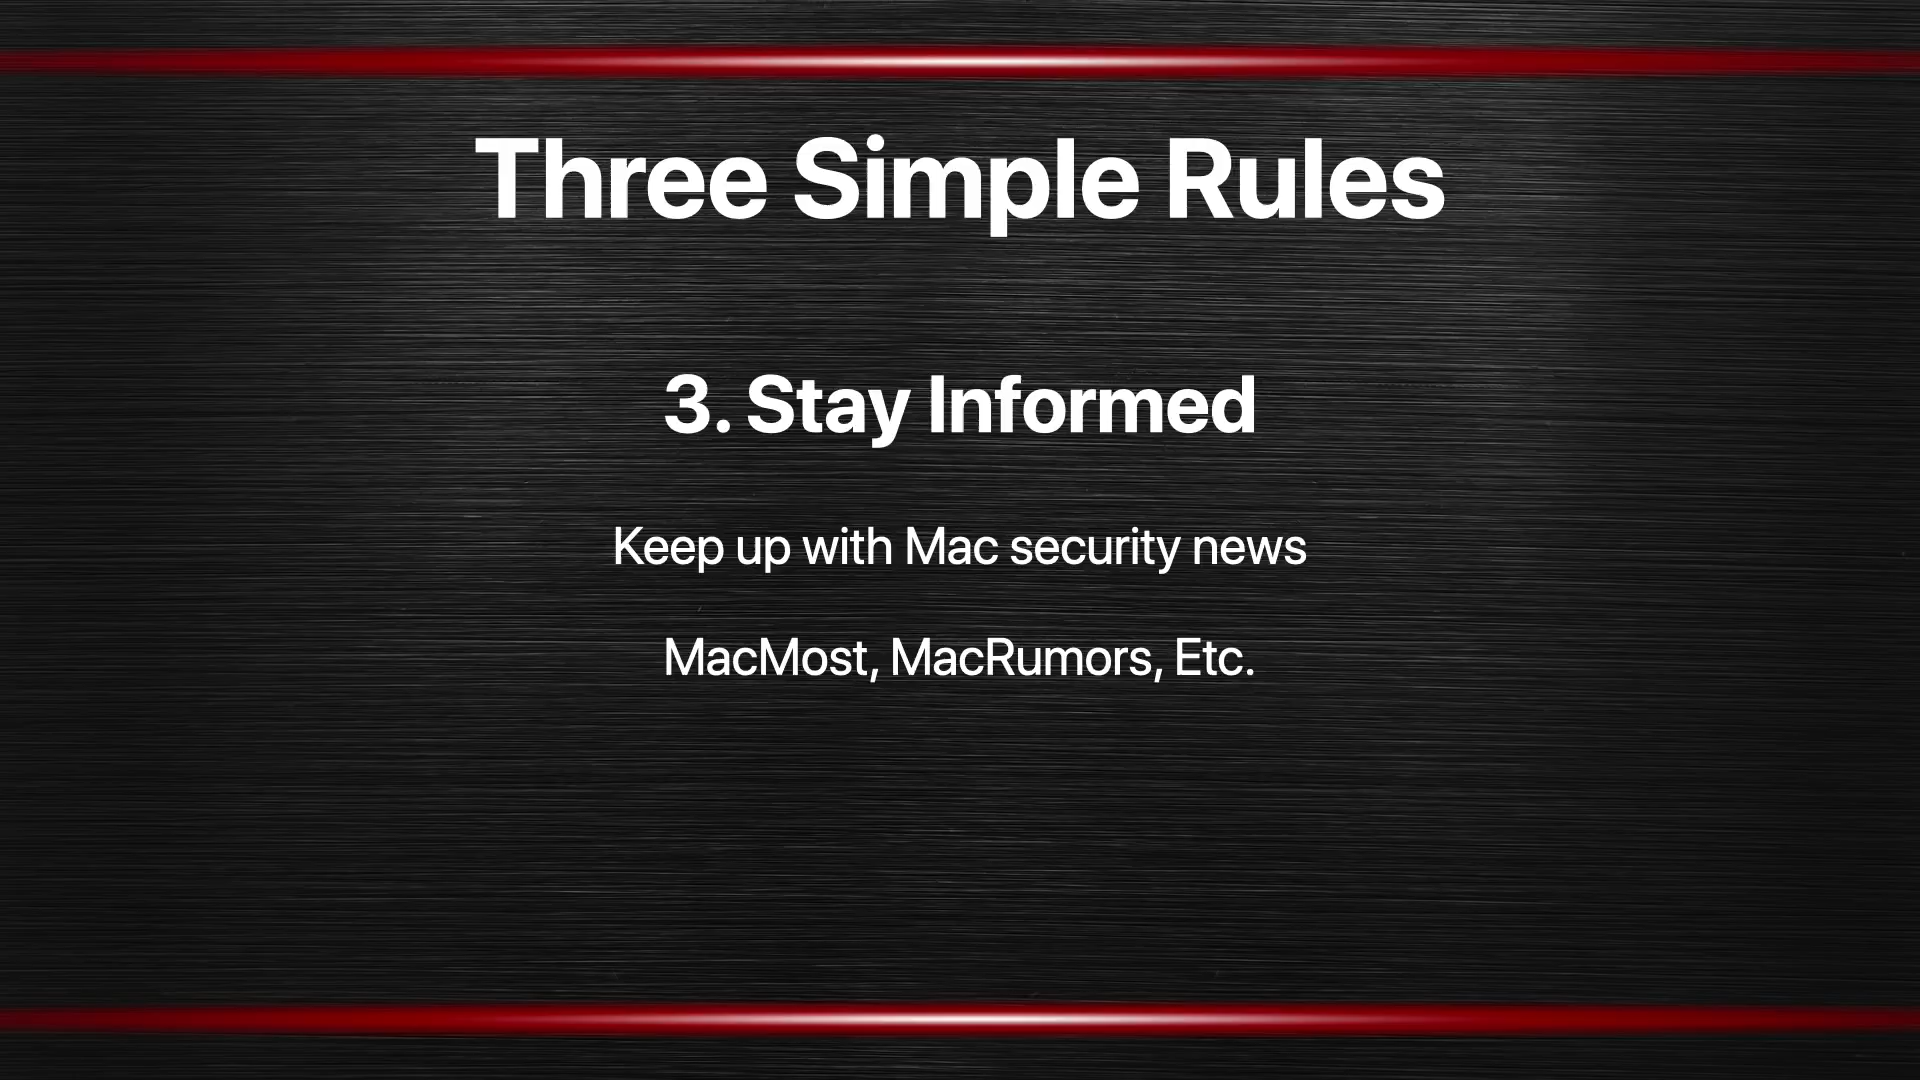 Three Simple Rules
3. Stay Informed
Keep up with Mac security news
MacMost, MacRumors, Etc.